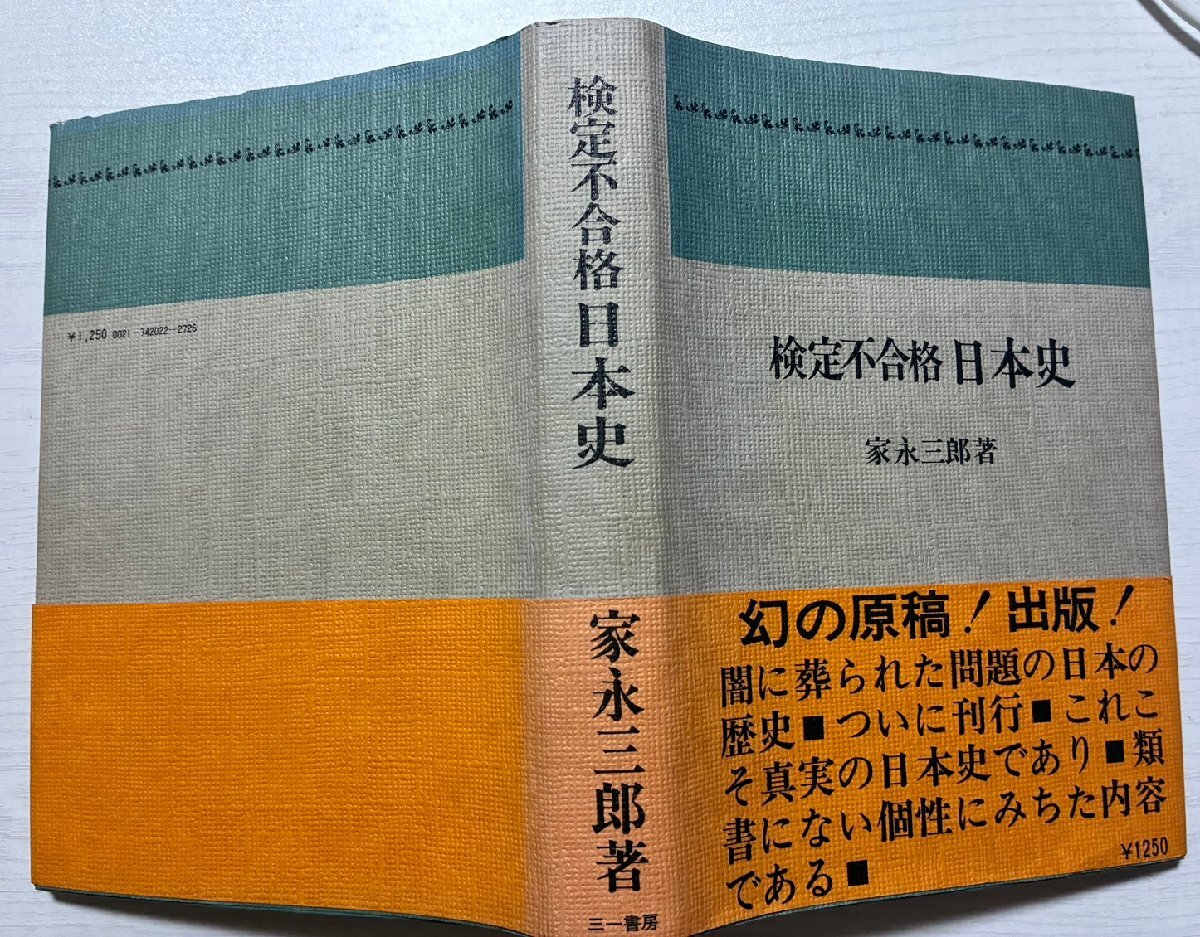 検定不合格日本史
家永三郎著
三一書房
検定不合格日本史
家永三郎著
幻の原稿!出版!
闇に葬られた問題の日本の
歴史■ついに刊行■これこ
そ真実の日本史であり■類
書にない個性にみちた内容
である■
¥1250
¥1,250 0021-742022-2726